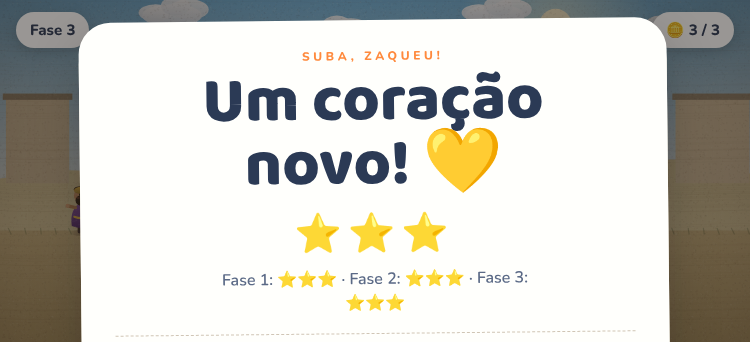 Fase 3
3 / 3
SUBA, ZAQUEU!
Um coração
novo! 💛
⭐⭐⭐
Fase 1: ⭐⭐⭐ · Fase 2: ⭐⭐⭐ · Fase 3:
⭐⭐⭐